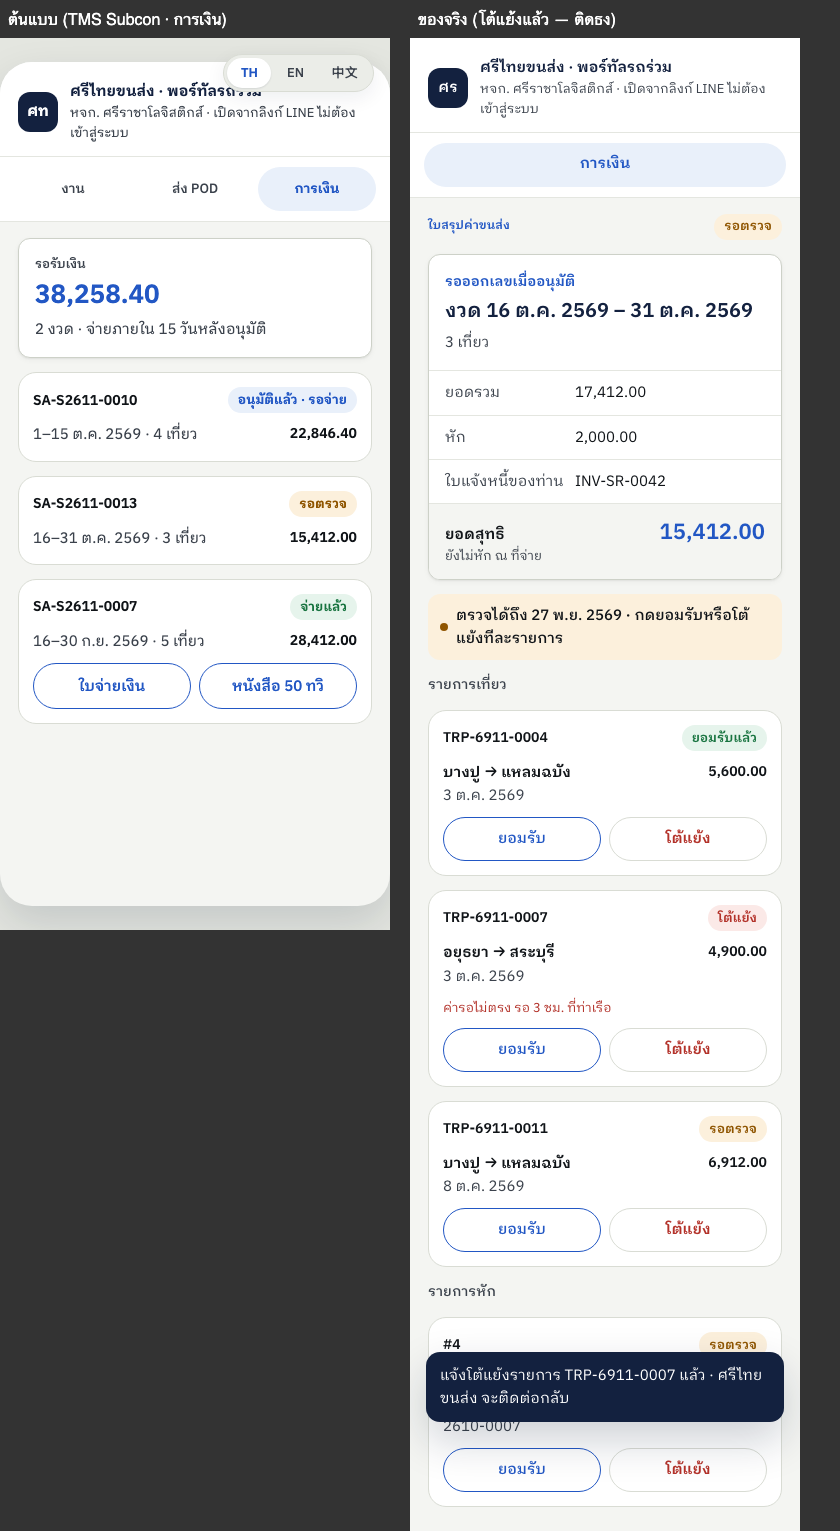 ต้นแบบ (TMS Subcon · การเงิน)
TH EN 中文
ศท
ศรีไทยขนส่ง · พอร์ทัลรถร่วม
หจก. ศรีราชาโลจิสติกส์ · เปิดจากลิงก์ LINE ไม่ต้อง
เข้าสู่ระบบ
งาน ส่ง POD การเงิน
รอรับเงิน
38,258.40
2 งวด · จ่ายภายใน 15 วันหลังอนุมัติ
SA-S2611-0010 อนุมัติแล้ว · รอจ่าย
1–15 ต.ค. 2569 · 4 เที่ยว 22,846.40
SA-S2611-0013 รอตรวจ
16–31 ต.ค. 2569 · 3 เที่ยว 15,412.00
SA-S2611-0007 จ่ายแล้ว
16–30 ก.ย. 2569 · 5 เที่ยว 28,412.00
ใบจ่ายเงิน หนังสือ 50 ทวิ
ของจริง (โต้แย้งแล้ว — ติดธง)
ศร
ศรีไทยขนส่ง · พอร์ทัลรถร่วม
หจก. ศรีราชาโลจิสติกส์ · เปิดจากลิงก์ LINE ไม่ต้อง
เข้าสู่ระบบ
การเงิน
ใบสรุปค่าขนส่ง รอตรวจ
รอออกเลขเมื่ออนุมัติ
งวด 16 ต.ค. 2569 – 31 ต.ค. 2569
3 เที่ยว
ยอดรวม 17,412.00
หัก 2,000.00
ใบแจ้งหนี้ของท่าน INV-SR-0042
ยอดสุทธิ 15,412.00
ยังไม่หัก ณ ที่จ่าย
ตรวจได้ถึง 27 พ.ย. 2569 · กดยอมรับหรือโต้
แย้งทีละรายการ
รายการเที่ยว
TRP-6911-0004 ยอมรับแล้ว
บางปู → แหลมฉบัง 5,600.00
3 ต.ค. 2569
ยอมรับ โต้แย้ง
TRP-6911-0007 โต้แย้ง
อยุธยา → สระบุรี 4,900.00
3 ต.ค. 2569
ค่ารอไม่ตรง รอ 3 ชม. ที่ท่าเรือ
ยอมรับ โต้แย้ง
TRP-6911-0011 รอตรวจ
บางปู → แหลมฉบัง 6,912.00
8 ต.ค. 2569
ยอมรับ โต้แย้ง
รายการหัก
#4 รอตรวจ
แจ้งโต้แย้งรายการ TRP-6911-0007 แล้ว · ศรีไทย
ขนส่ง จะติดต่อกลับ
2610-0007
ยอมรับ โต้แย้ง